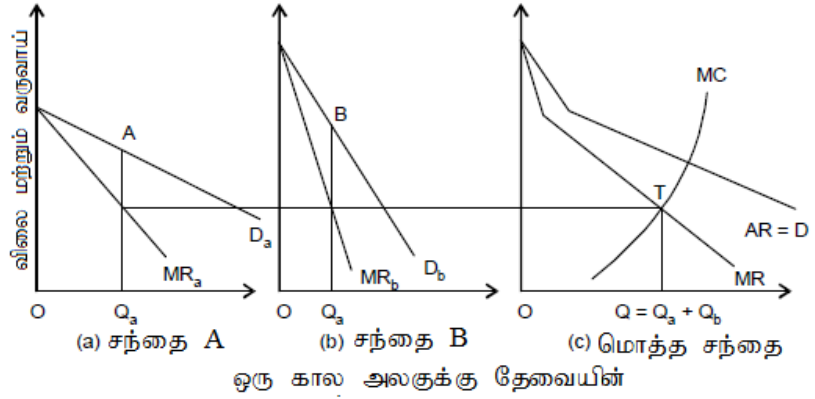 விலை மற்றும் வருவாய்
A
MR_a
D_a
O
Q_a
(a) சந்தை A
B
MR_b
D_b
O
Q_a
(b) சந்தை B
MC
T
AR = D
MR
O
Q = Q_a + Q_b
(c) மொத்த சந்தை
ஒரு கால அலகுக்கு தேவையின்